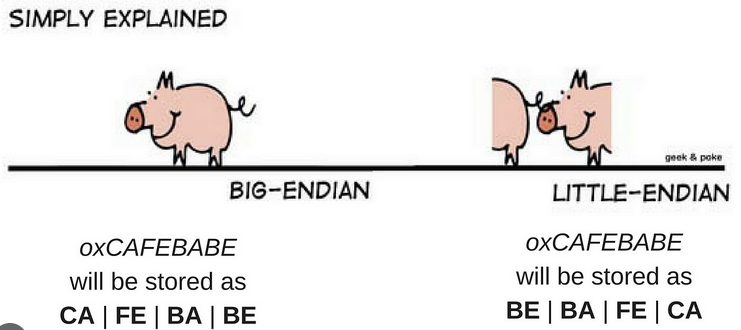 SIMPLY EXPLAINED
geek & poke
BIG-ENDIAN
LITTLE-ENDIAN
oxCAFEBABE
will be stored as
CA | FE | BA | BE
oxCAFEBABE
will be stored as
BE | BA | FE | CA